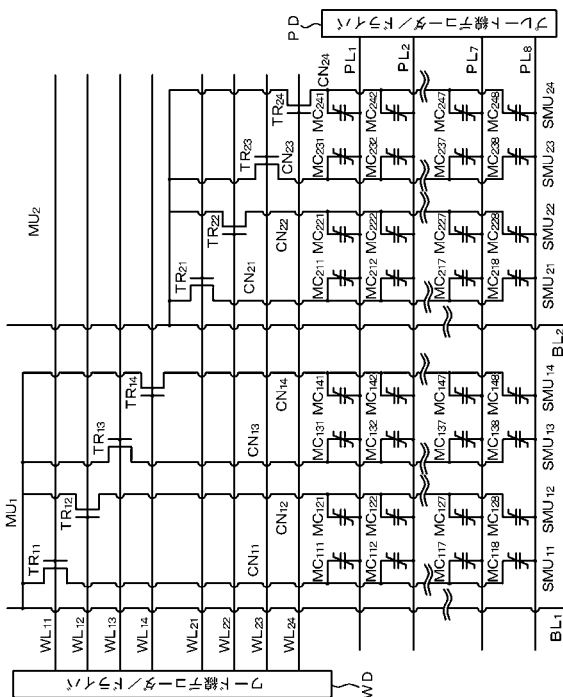 MU₁
MU₂
PD
プレート線デコーダ/ドライバ
PL₁
PL₂
PL₇
PL₈
TR₁₁
TR₁₂
TR₁₃
TR₁₄
TR₂₁
TR₂₂
TR₂₃
TR₂₄
WL₁₁
WL₁₂
WL₁₃
WL₁₄
WL₂₁
WL₂₂
WL₂₃
WL₂₄
ワード線デコーダ/ドライバ
WD
CN₁₁
CN₁₂
CN₁₃
CN₁₄
CN₂₁
CN₂₂
CN₂₃
CN₂₄
MC₁₁₁ MC₁₂₁ MC₁₃₁ MC₁₄₁ MC₂₁₁ MC₂₂₁ MC₂₃₁ MC₂₄₁
MC₁₁₂ MC₁₂₂ MC₁₃₂ MC₁₄₂ MC₂₁₂ MC₂₂₂ MC₂₃₂ MC₂₄₂
MC₁₁₇ MC₁₂₇ MC₁₃₇ MC₁₄₇ MC₂₁₇ MC₂₂₇ MC₂₃₇ MC₂₄₇
MC₁₁₈ MC₁₂₈ MC₁₃₈ MC₁₄₈ MC₂₁₈ MC₂₂₈ MC₂₃₈ MC₂₄₈
BL₁ SMU₁₁ SMU₁₂ SMU₁₃ SMU₁₄ BL₂ SMU₂₁ SMU₂₂ SMU₂₃ SMU₂₄